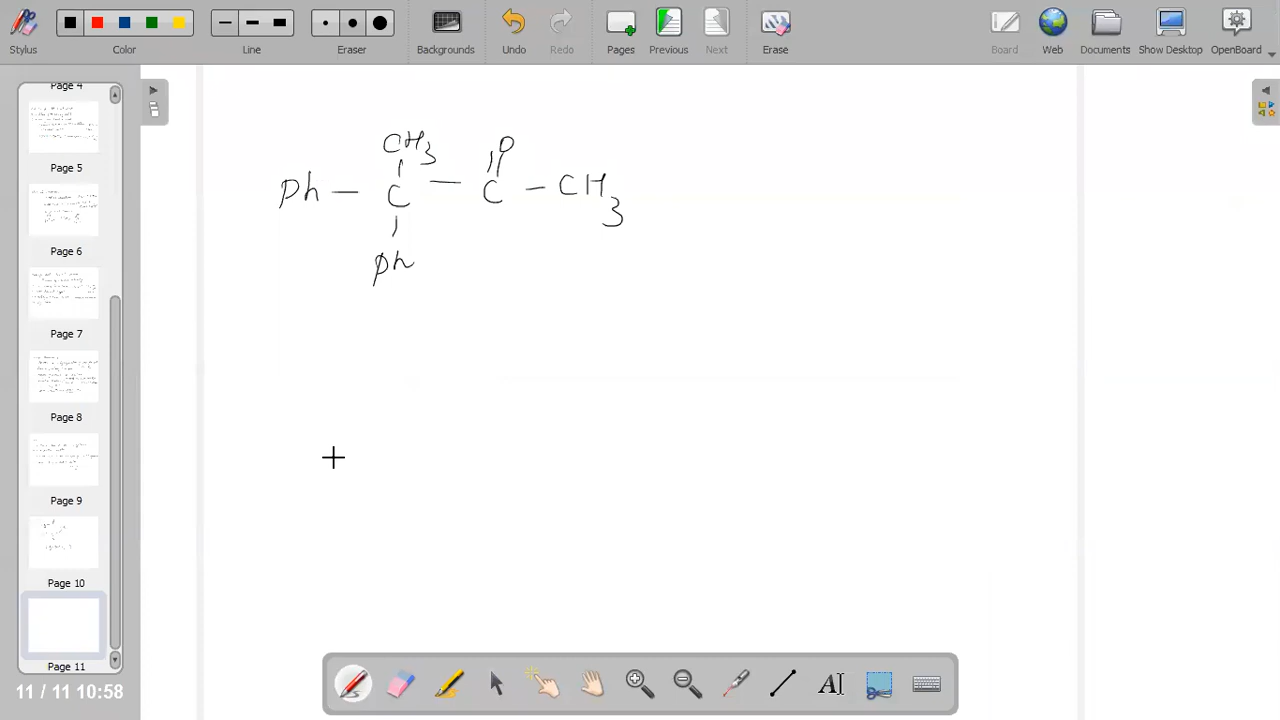 Stylus Color Line Eraser Backgrounds Undo Redo Pages Previous Next Erase Board Web Documents Show Desktop OpenBoard
Page 4
Page 5
Page 6
Page 7
Page 8
Page 9
Page 10
Page 11
11 / 11 10:58
CH3 O
Ph — C — C — CH3
Ph